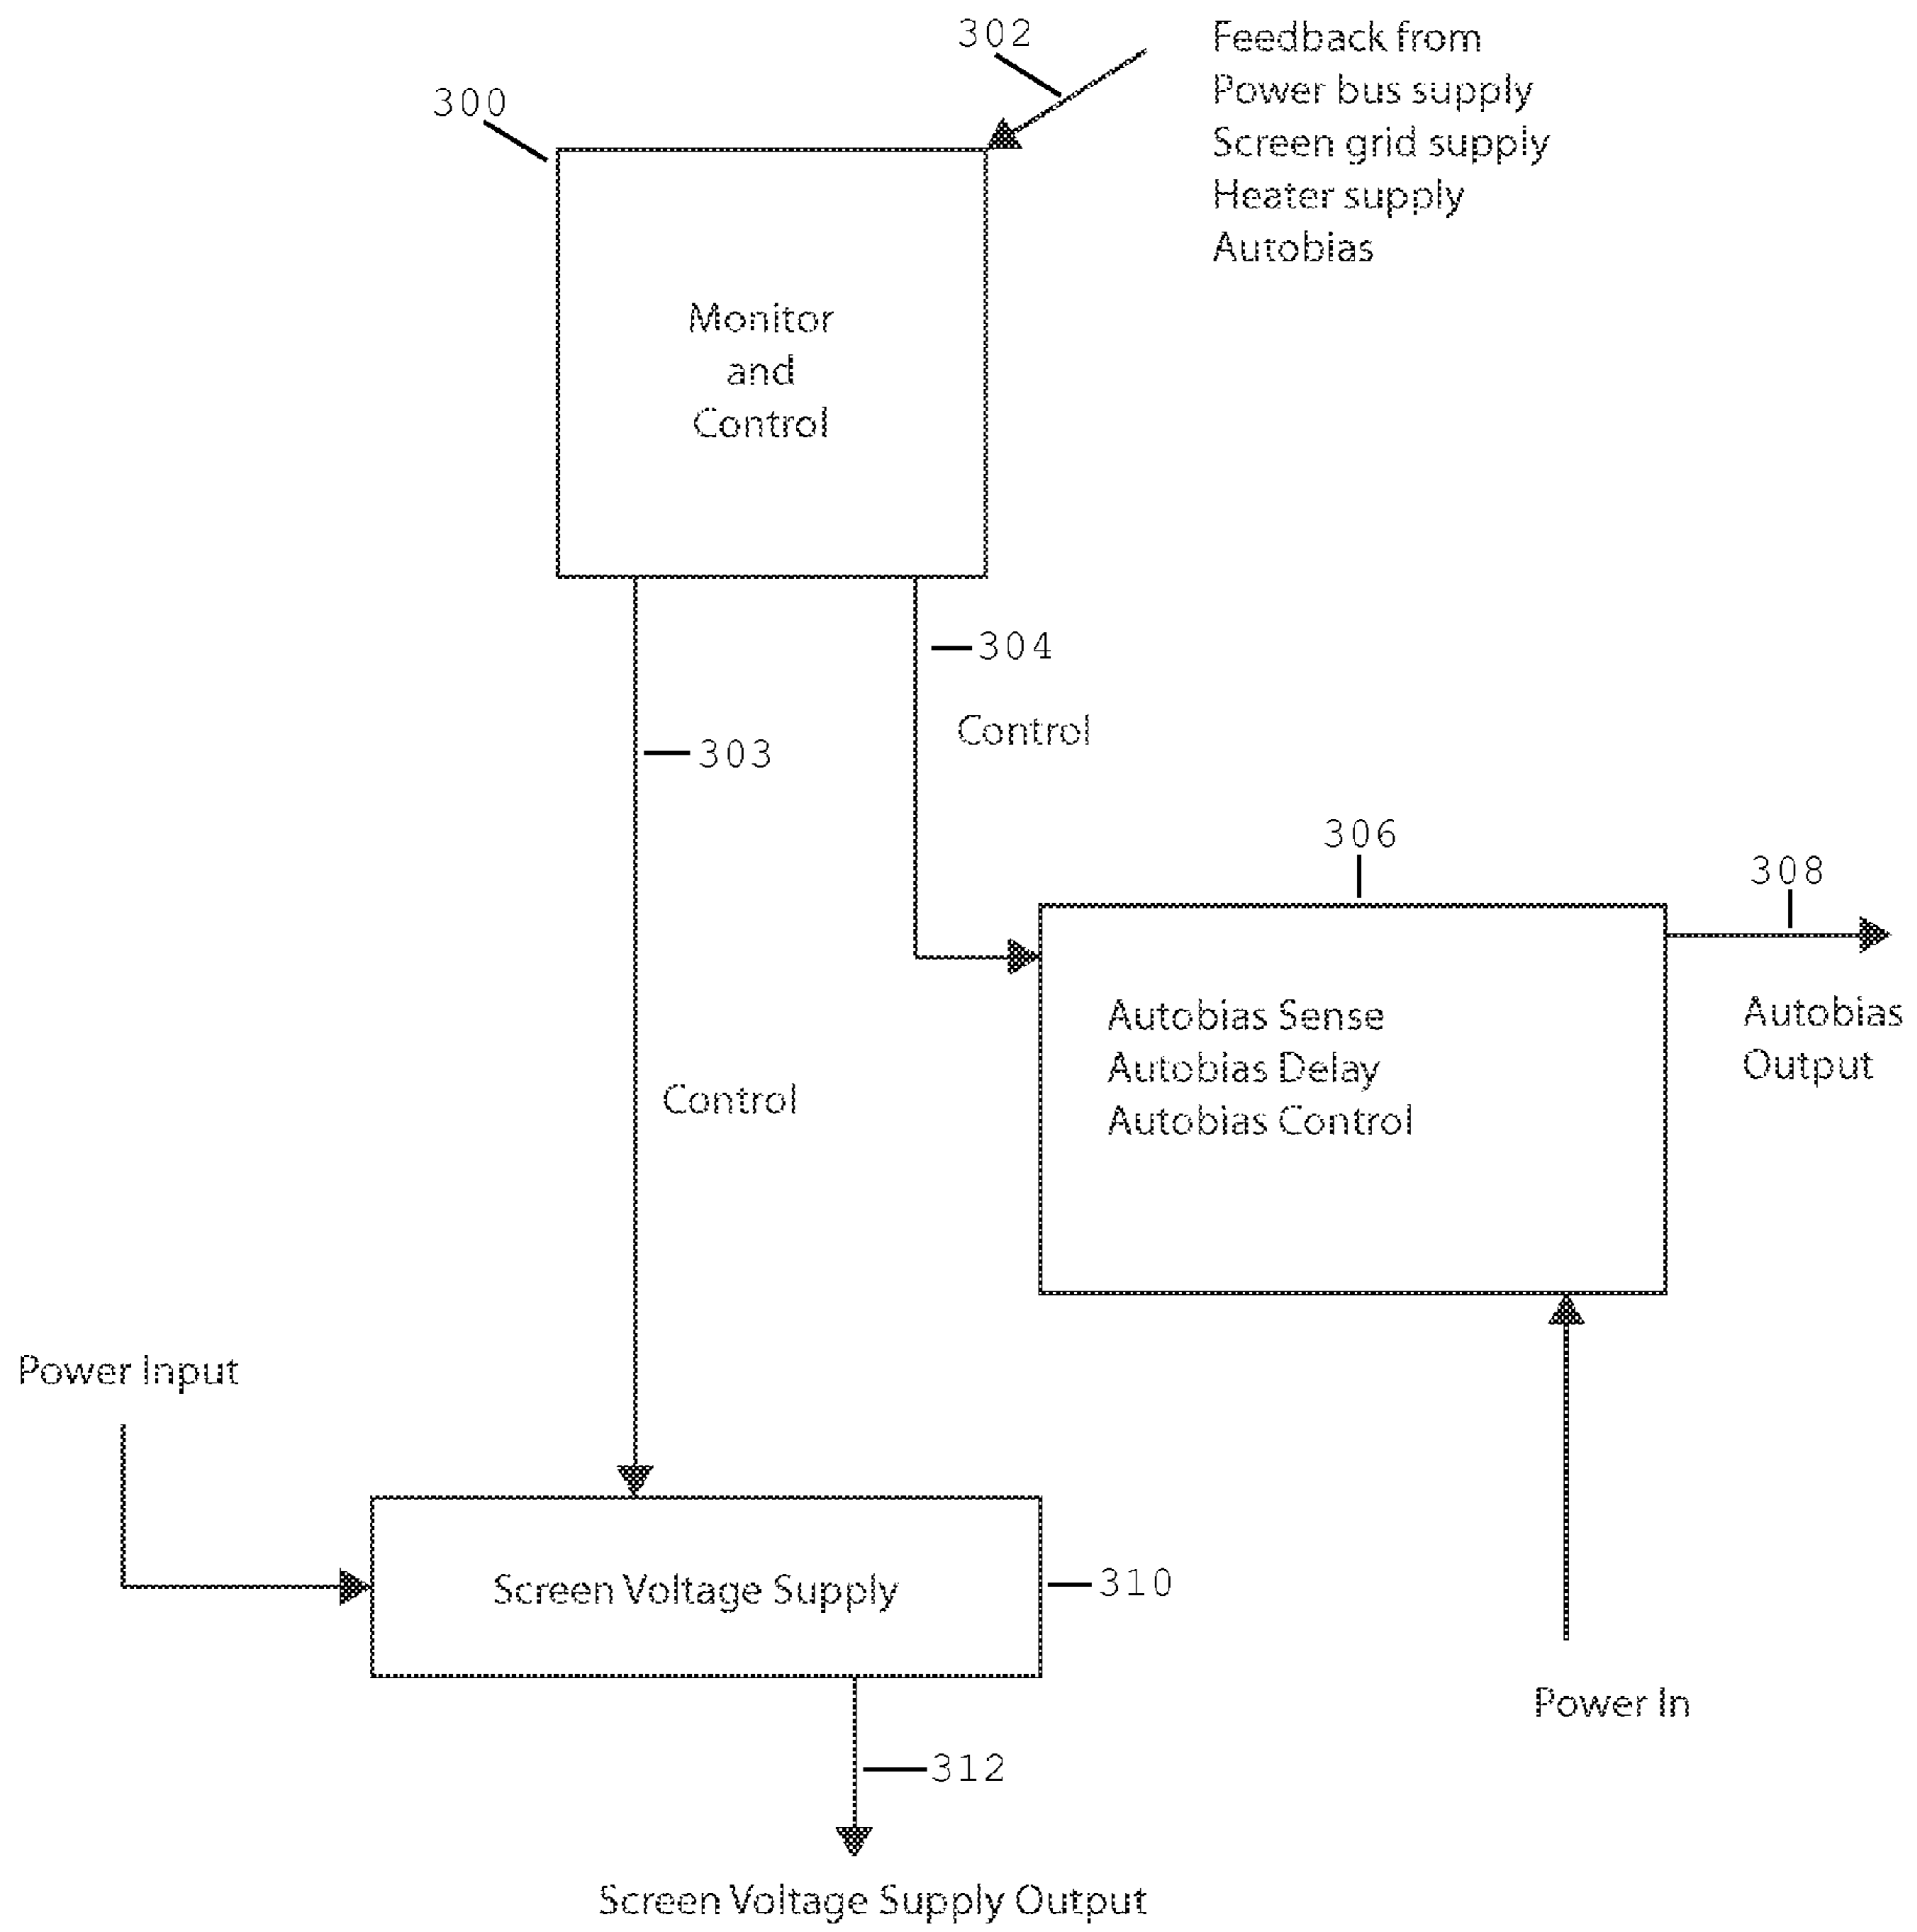 302
Feedback from
Power bus supply
Screen grid supply
Heater supply
Autobias
300
Monitor
and
Control
304
Control
303
306
308
Autobias Sense
Autobias Delay
Autobias Control
Autobias
Output
Control
Power Input
Screen Voltage Supply
310
Power In
312
Screen Voltage Supply Output